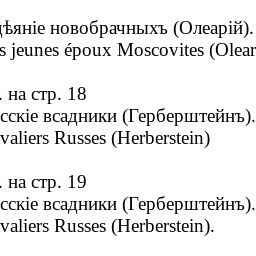 дѣяніе новобрачныхъ (Олеарій).
s jeunes époux Moscovites (Olear
. на стр. 18
сскіе всадники (Герберштейнъ).
valiers Russes (Herberstein)
. на стр. 19
сскіе всадники (Герберштейнъ).
valiers Russes (Herberstein).